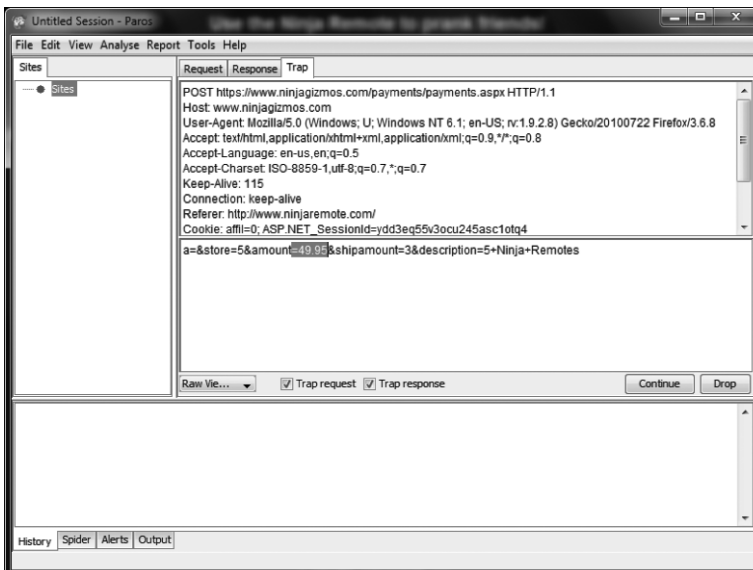 Untitled Session - Paros
Use the Ninja Remote to prank friends!
File Edit View Analyse Report Tools Help
Sites
Request Response Trap
Sites
POST https://www.ninjagizmos.com/payments/payments.aspx HTTP/1.1
Host: www.ninjagizmos.com
User-Agent: Mozilla/5.0 (Windows; U; Windows NT 6.1; en-US; rv:1.9.2.8) Gecko/20100722 Firefox/3.6.8
Accept: text/html,application/xhtml+xml,application/xml;q=0.9,*/*;q=0.8
Accept-Language: en-us,en;q=0.5
Accept-Charset: ISO-8859-1,utf-8;q=0.7,*;q=0.7
Keep-Alive: 115
Connection: keep-alive
Referer: http://www.ninjaremote.com/
Cookie: affil=0; ASP.NET_SessionId=ydd3eq55v3ocu245asc1otq4
a=&store=5&amount=49.95&shipamount=3&description=5+Ninja+Remotes
Raw Vie... Trap request Trap response Continue Drop
History Spider Alerts Output